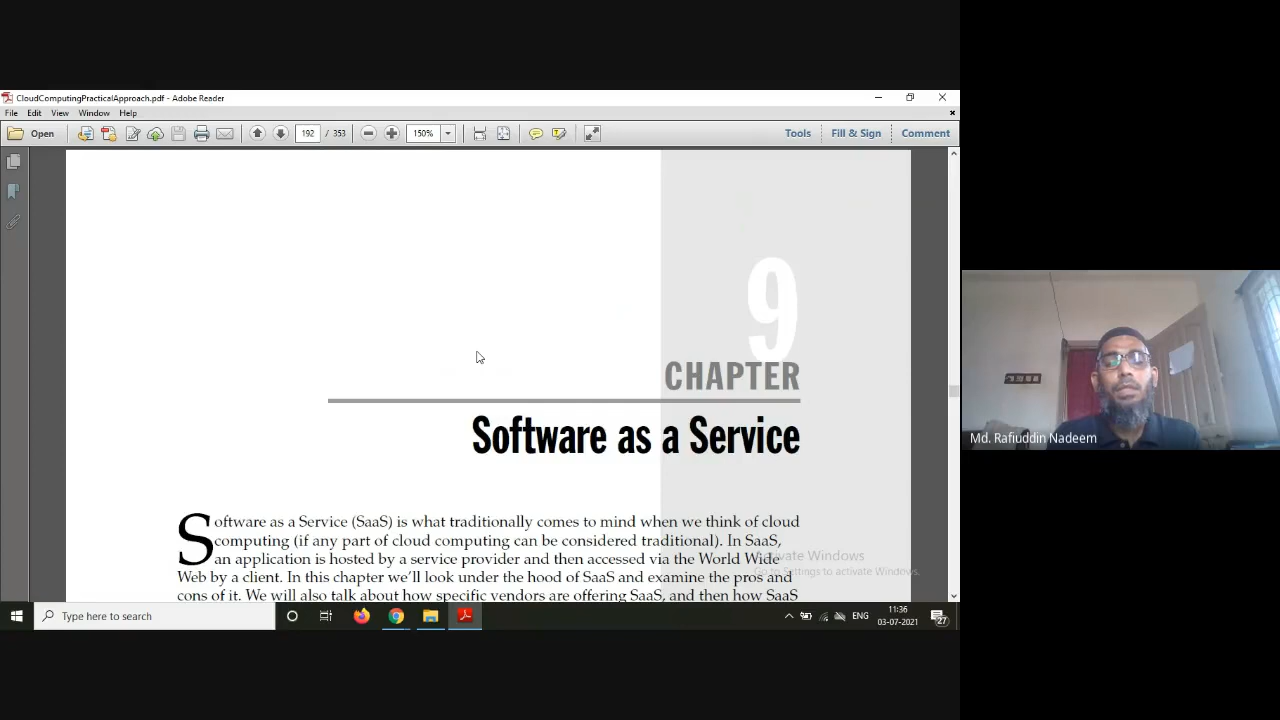 CloudComputingPracticalApproach.pdf - Adobe Reader
File Edit View Window Help
Open 192 / 353 150% Tools Fill & Sign Comment
9
CHAPTER
Software as a Service
Software as a Service (SaaS) is what traditionally comes to mind when we think of cloud
computing (if any part of cloud computing can be considered traditional). In SaaS,
an application is hosted by a service provider and then accessed via the World Wide
Web by a client. In this chapter we'll look under the hood of SaaS and examine the pros and
cons of it. We will also talk about how specific vendors are offering SaaS, and then how SaaS
Activate Windows
Go to Settings to activate Windows.
Md. Rafiuddin Nadeem
Type here to search
ENG
11:36
03-07-2021
27